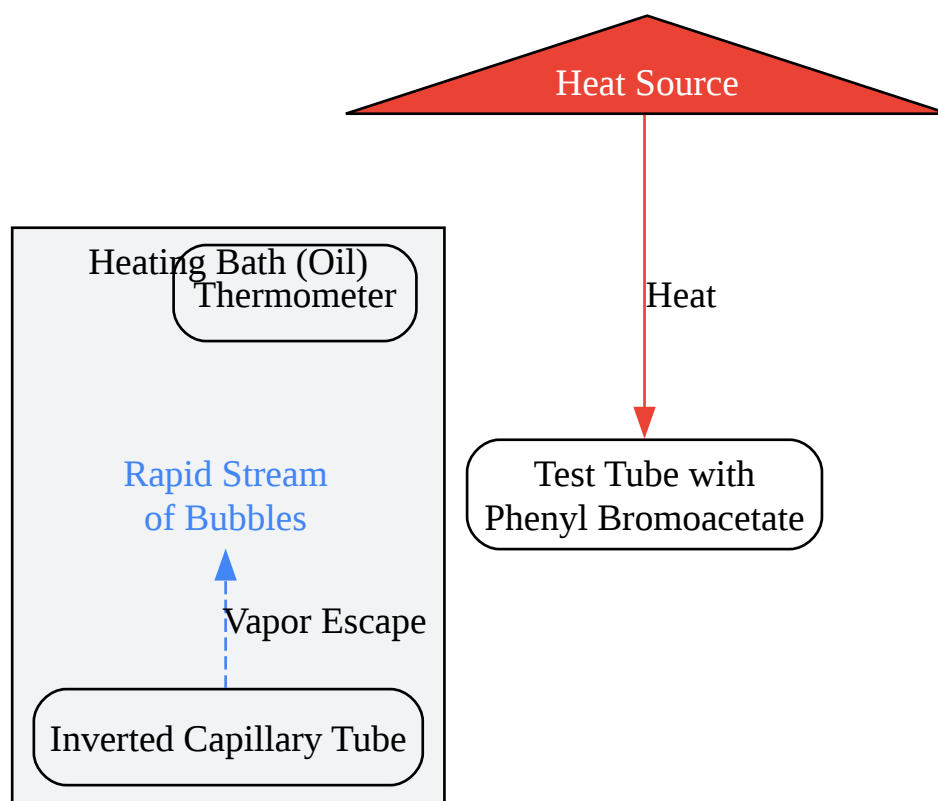 Heat Source
Heating Bath (Oil)
Thermometer
Heat
Rapid Stream
of Bubbles
Test Tube with
Phenyl Bromoacetate
Vapor Escape
Inverted Capillary Tube